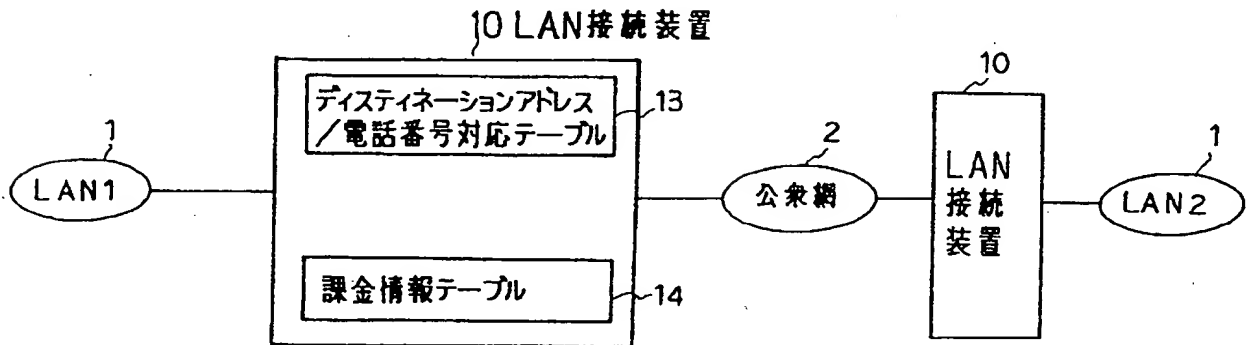 10 LAN接続装置
ディスティネーションアドレス
／電話番号対応テーブル
13
課金情報テーブル
14
1
LAN1
2
公衆網
10
LAN
接続
装置
1
LAN2